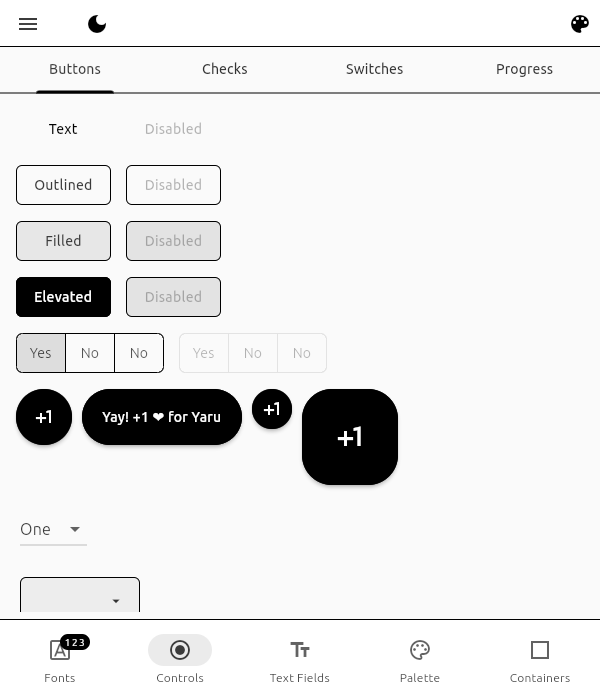 Buttons Checks Switches Progress
Text Disabled
Outlined Disabled
Filled Disabled
Elevated Disabled
Yes No No Yes No No
+1 Yay! +1 ❤ for Yaru +1 +1
One
123
Fonts Controls Text Fields Palette Containers